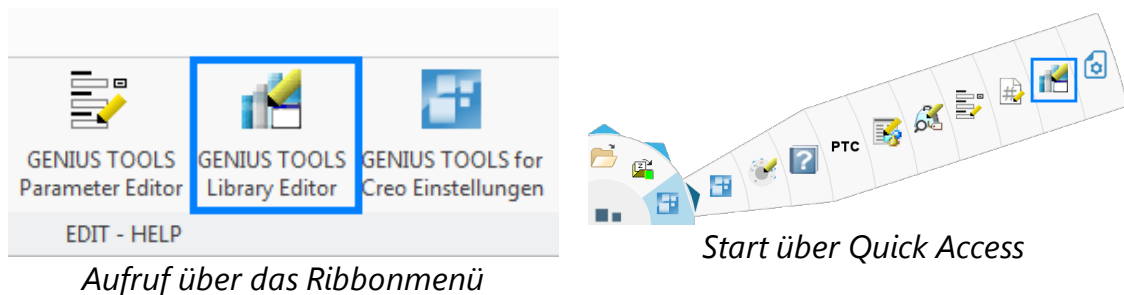 GENIUS TOOLS
Parameter Editor
GENIUS TOOLS
Library Editor
GENIUS TOOLS for
Creo Einstellungen
EDIT - HELP
Aufruf über das Ribbonmenü
PTC
Start über Quick Access